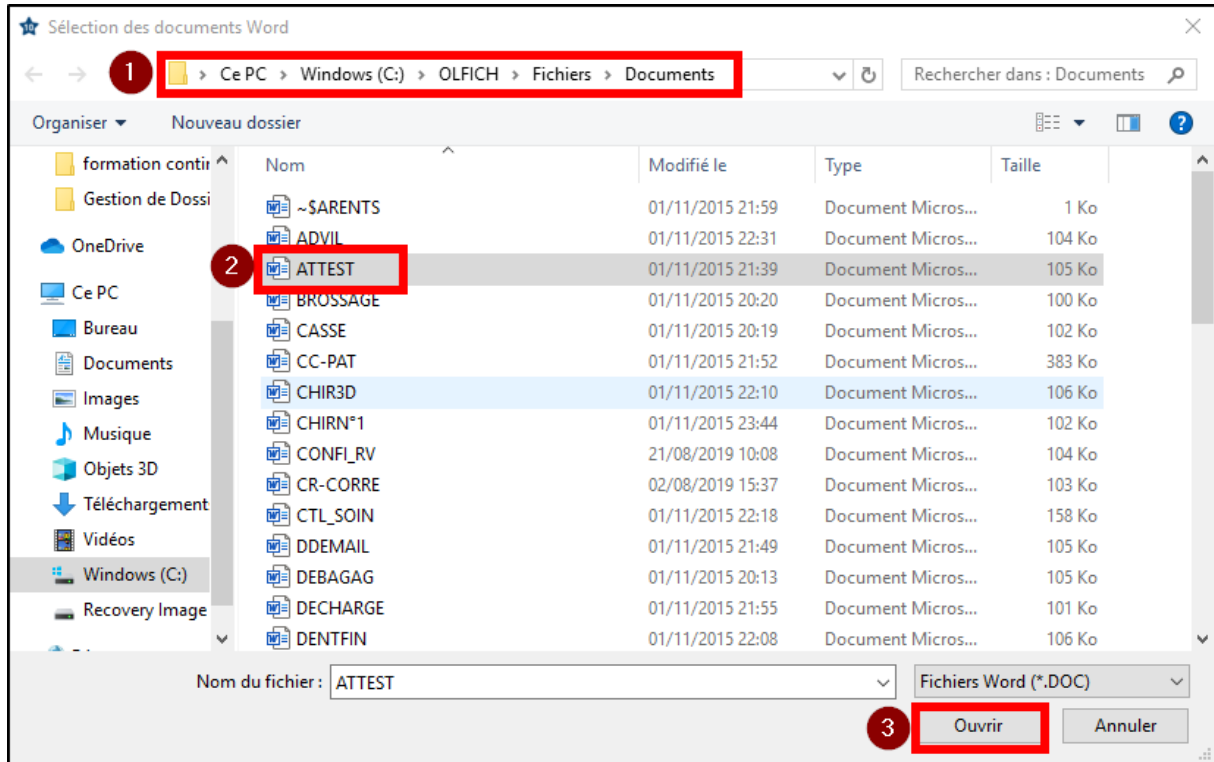 Sélection des documents Word
1 > Ce PC > Windows (C:) > OLFICH > Fichiers > Documents
Rechercher dans : Documents
Organiser Nouveau dossier
formation contir
Gestion de Dossi
OneDrive
Ce PC
Bureau
Documents
Images
Musique
Objets 3D
Téléchargement
Vidéos
Windows (C:)
Recovery Image
Nom Modifié le Type Taille
~$ARENTS 01/11/2015 21:59 Document Micros... 1 Ko
ADVIL 01/11/2015 22:31 Document Micros... 104 Ko
2 ATTEST 01/11/2015 21:39 Document Micros... 105 Ko
BROSSAGE 01/11/2015 20:20 Document Micros... 100 Ko
CASSE 01/11/2015 20:19 Document Micros... 102 Ko
CC-PAT 01/11/2015 21:52 Document Micros... 383 Ko
CHIR3D 01/11/2015 22:10 Document Micros... 106 Ko
CHIRN°1 01/11/2015 23:44 Document Micros... 102 Ko
CONFI_RV 21/08/2019 10:08 Document Micros... 104 Ko
CR-CORRE 02/08/2019 15:37 Document Micros... 103 Ko
CTL_SOIN 01/11/2015 22:18 Document Micros... 158 Ko
DDEMAIL 01/11/2015 21:49 Document Micros... 105 Ko
DEBAGAG 01/11/2015 20:13 Document Micros... 105 Ko
DECHARGE 01/11/2015 21:55 Document Micros... 101 Ko
DENTFIN 01/11/2015 22:08 Document Micros... 106 Ko
Nom du fichier : ATTEST Fichiers Word (*.DOC)
3 Ouvrir Annuler